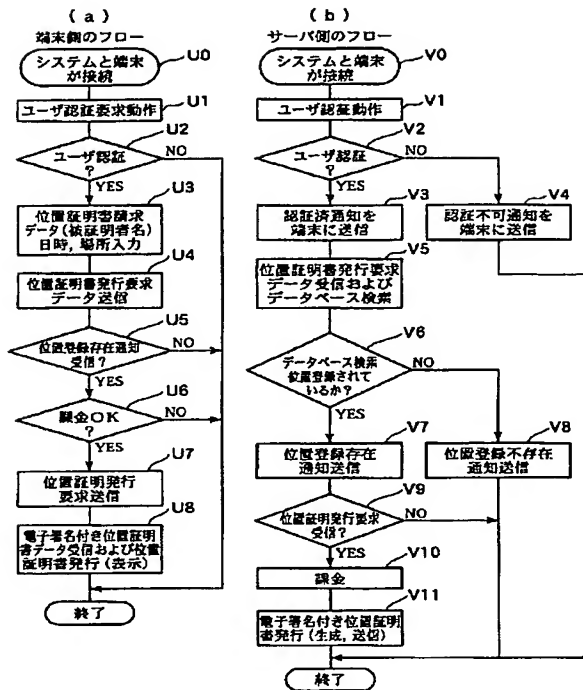 (a)
端末側のフロー
システムと端末
が接続
U0
ユーザ認証要求動作
U1
U2
ユーザ認証
?
NO
YES
U3
位置証明書請求
データ(被証明者名)
日時,場所入力
U4
位置証明書発行要求
データ送信
U5
位置登録存在通知
受信?
NO
YES
U6
課金OK
?
NO
YES
U7
位置証明発行
要求送信
U8
電子署名付き位置証明
書データ受信および位置
証明書発行(表示)
終了
(b)
サーバ側のフロー
システムと端末
が接続
V0
ユーザ認証動作
V1
V2
ユーザ認証
?
NO
YES
V3
認証済通知を
端末に送信
V4
認証不可通知を
端末に送信
V5
位置証明書発行要求
データ受信および
データベース検索
V6
データベース検索
位置登録されて
いるか?
NO
YES
V7
位置登録存在
通知送信
V8
位置登録不存在
通知送信
V9
位置証明発行要求
受信?
NO
YES
V10
課金
V11
電子署名付き位置証明
書発行(生成,送信)
終了